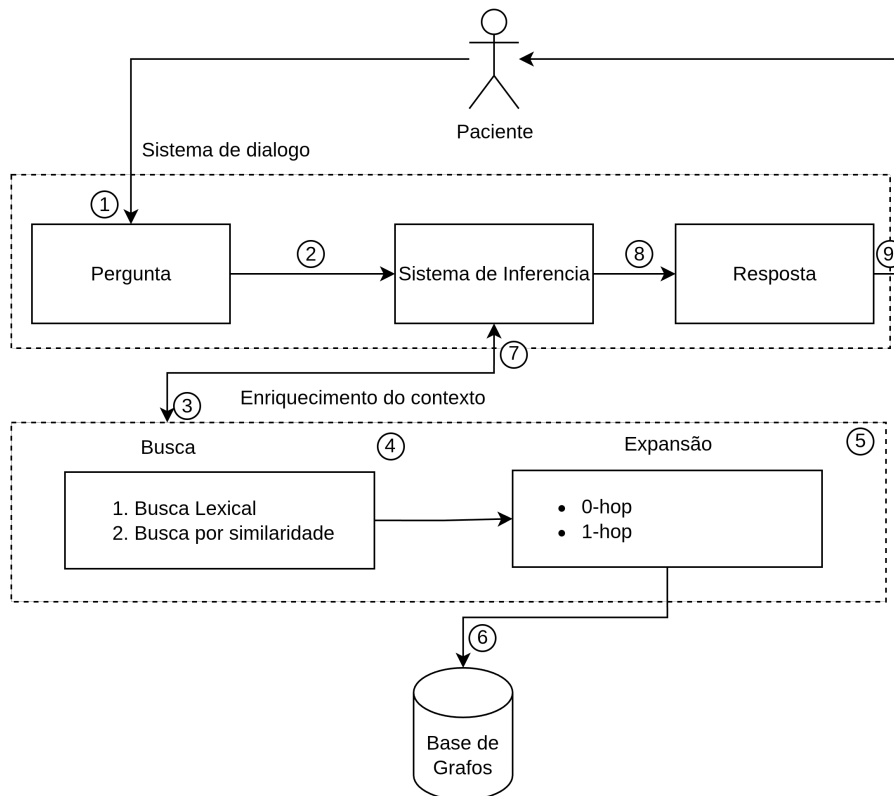 Paciente
Sistema de dialogo
1
Pergunta
2
Sistema de Inferencia
8
Resposta
9
7
3
Enriquecimento do contexto
Busca
4
Expansão
5
1. Busca Lexical
2. Busca por similaridade
• 0-hop
• 1-hop
6
Base de
Grafos